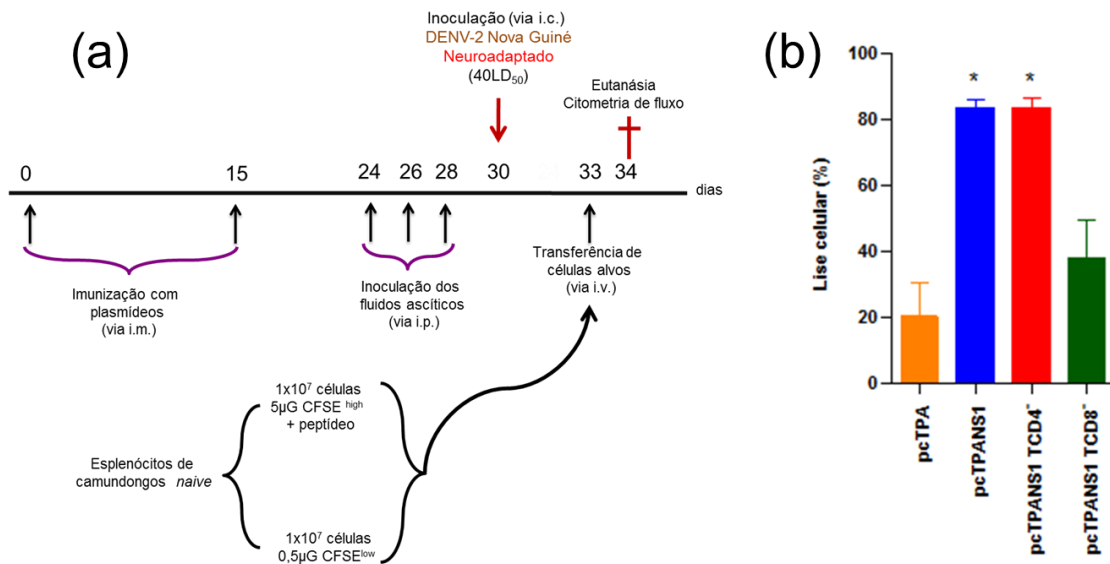 (a)
Inoculação (via i.c.)
DENV-2 Nova Guiné
Neuroadaptado
(40LD₅₀)
Eutanásia
Citometria de fluxo
0 15 24 26 28 30 33 34 dias
Imunização com
plasmídeos
(via i.m.)
Inoculação dos
fluidos ascíticos
(via i.p.)
Transferência de
células alvos
(via i.v.)
Esplenócitos de
camundongos naive
1x10⁷ células
5µG CFSE ʰⁱᵍʰ
+ peptídeo
1x10⁷ células
0,5µG CFSEˡᵒʷ
(b)
Lise celular (%)
100
80
60
40
20
0
* *
pcTPA
pcTPANS1
pcTPANS1 TCD4⁻
pcTPANS1 TCD8⁻